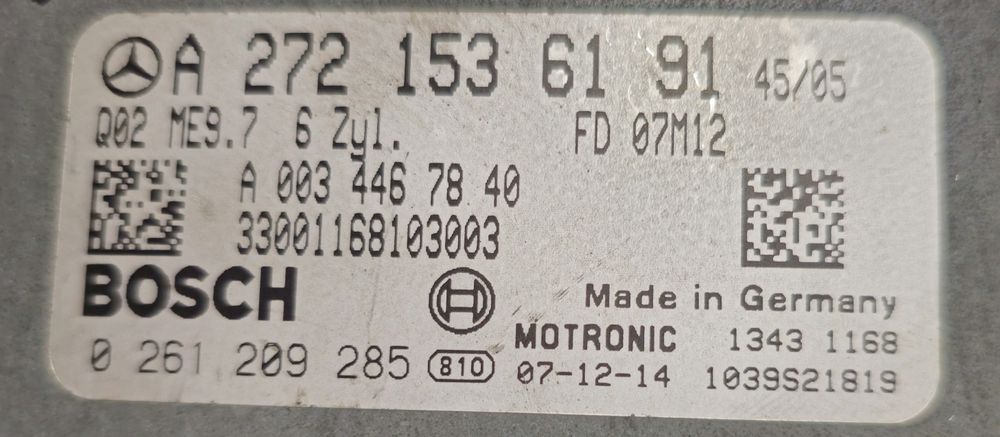 A 272 153 61 91 45/05
Q02 ME9.7 6 Zyl. FD 07M12
A 003 446 78 40
33001168103003
BOSCH
Made in Germany
MOTRONIC 1343 1168
0 261 209 285 810 07-12-14 1039S21819